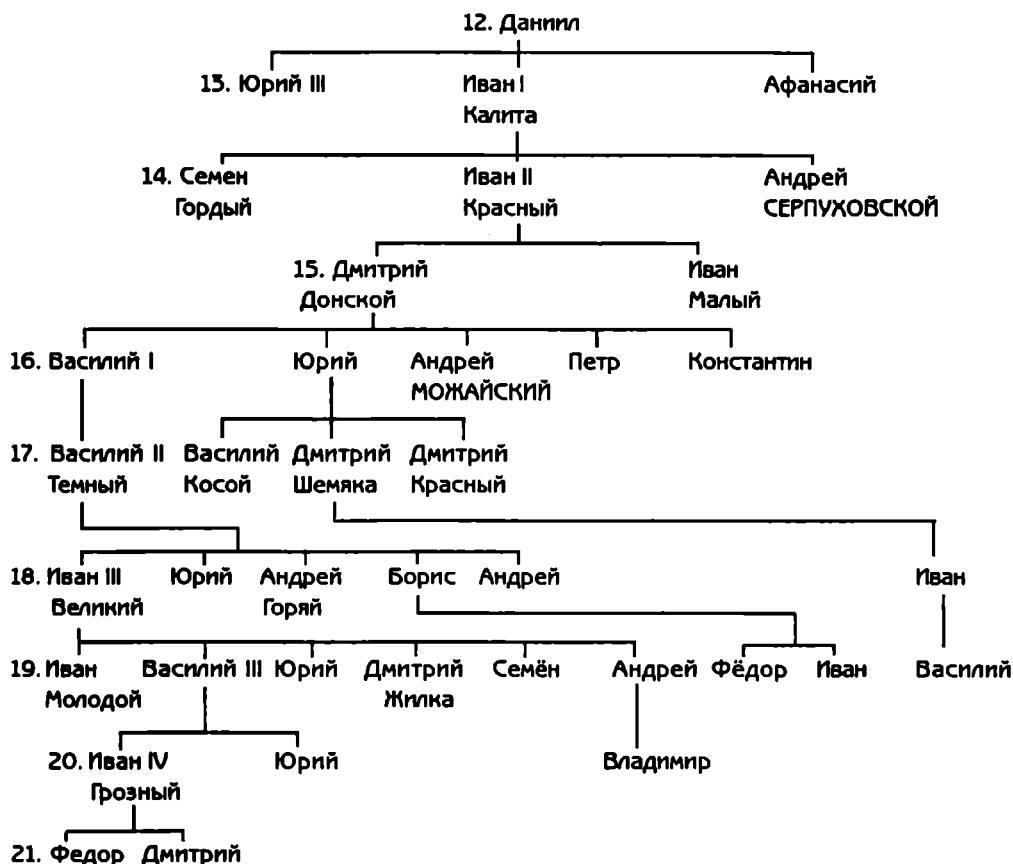 12. Даниил
13. Юрий III Иван I Афанасий
Калита
14. Семен Иван II Андрей
Гордый Красный СЕРПУХОВСКОЙ
15. Дмитрий Иван
Донской Малый
16. Василий I Юрий Андрей Петр Константин
МОЖАЙСКИЙ
17. Василий II Василий Дмитрий Дмитрий
Темный Косой Шемяка Красный
18. Иван III Юрий Андрей Борис Андрей Иван
Великий Горяй
19. Иван Василий III Юрий Дмитрий Семён Андрей Фёдор Иван Василий
Молодой Жилка
20. Иван IV Юрий Владимир
Грозный
21. Федор Дмитрий